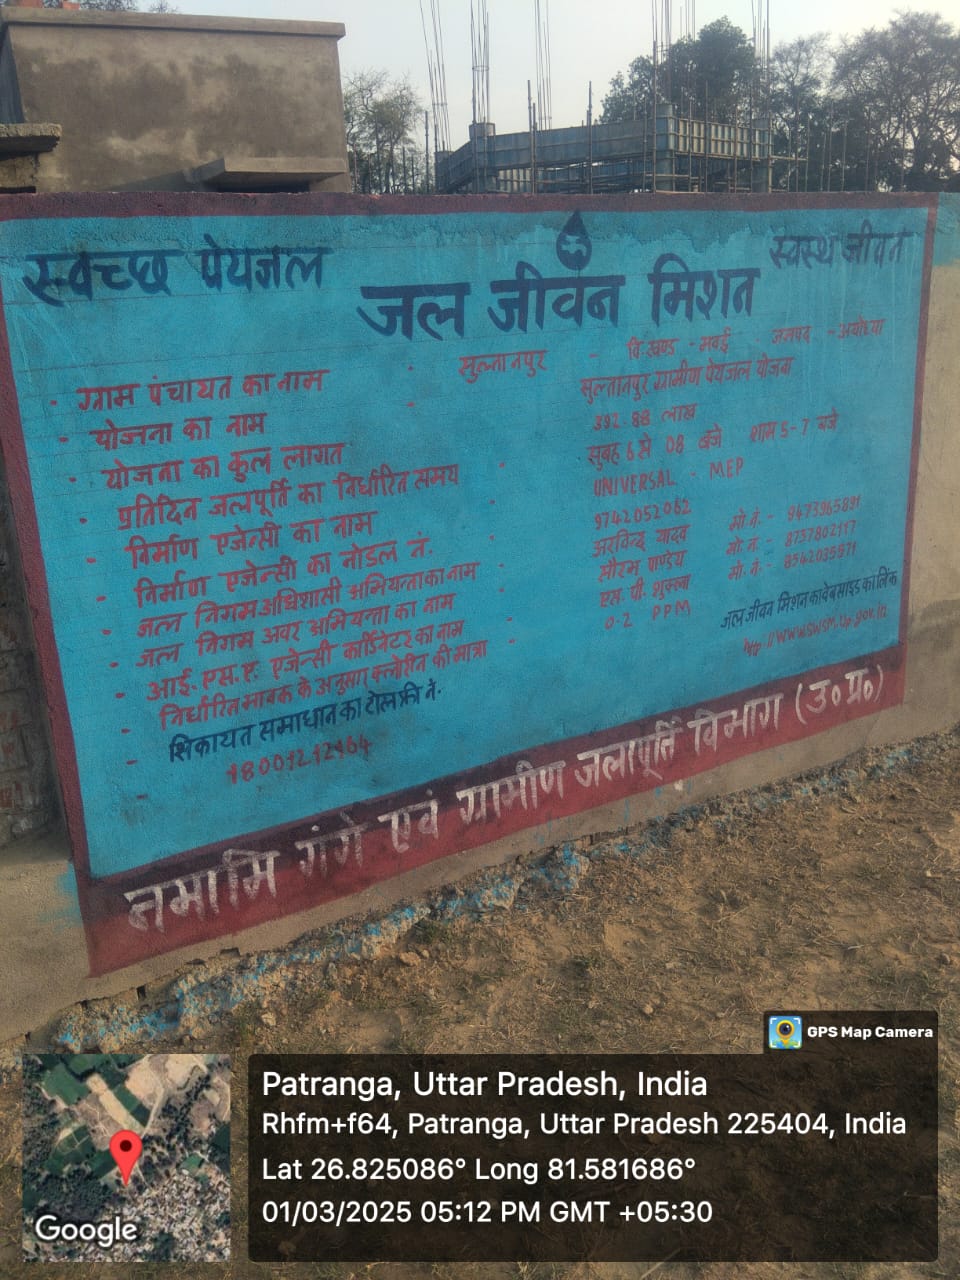 स्वच्छ पेयजल
स्वस्थ जीवन
जल जीवन मिशन
ग्राम पंचायत का नाम - सुल्तानपुर - वि.खण्ड - मवई - जनपद - अयोध्या
योजना का नाम - सुल्तानपुर ग्रामीण पेयजल योजना
योजना का कुल लागत 392.88 लाख
प्रतिदिन जलपूर्ति का निर्धारित समय - सुबह 6 से 08 बजे शाम 5-7 बजे
निर्माण एजेन्सी का नाम - UNIVERSAL - MEP
निर्माण एजेन्सी का नोडल नं. 9742052062
जल निगम अधिशासी अभियन्ता का नाम - अरविन्द यादव मो.नं. - 9473965891
जल निगम अवर अभियन्ता का नाम - सौरभ पाण्डेय मो.नं. - 8737802117
आई.एस.ए. एजेन्सी कार्डिनेटर का नाम - एस.पी. शुक्ला मो.नं. - 9542035571
निर्धारित मानक के अनुसार क्लोरीन की मात्रा - 0.2 PPM
शिकायत समाधान का टोल फ्री नं.
18001212164
जल जीवन मिशन का वेबसाइड का लिंक
http://www.swsm.up.gov.in
नमामि गंगे एवं ग्रामीण जलापूर्ति विभाग (उ०प्र०)
GPS Map Camera
Patranga, Uttar Pradesh, India
Rhfm+f64, Patranga, Uttar Pradesh 225404, India
Lat 26.825086° Long 81.581686°
01/03/2025 05:12 PM GMT +05:30
Google